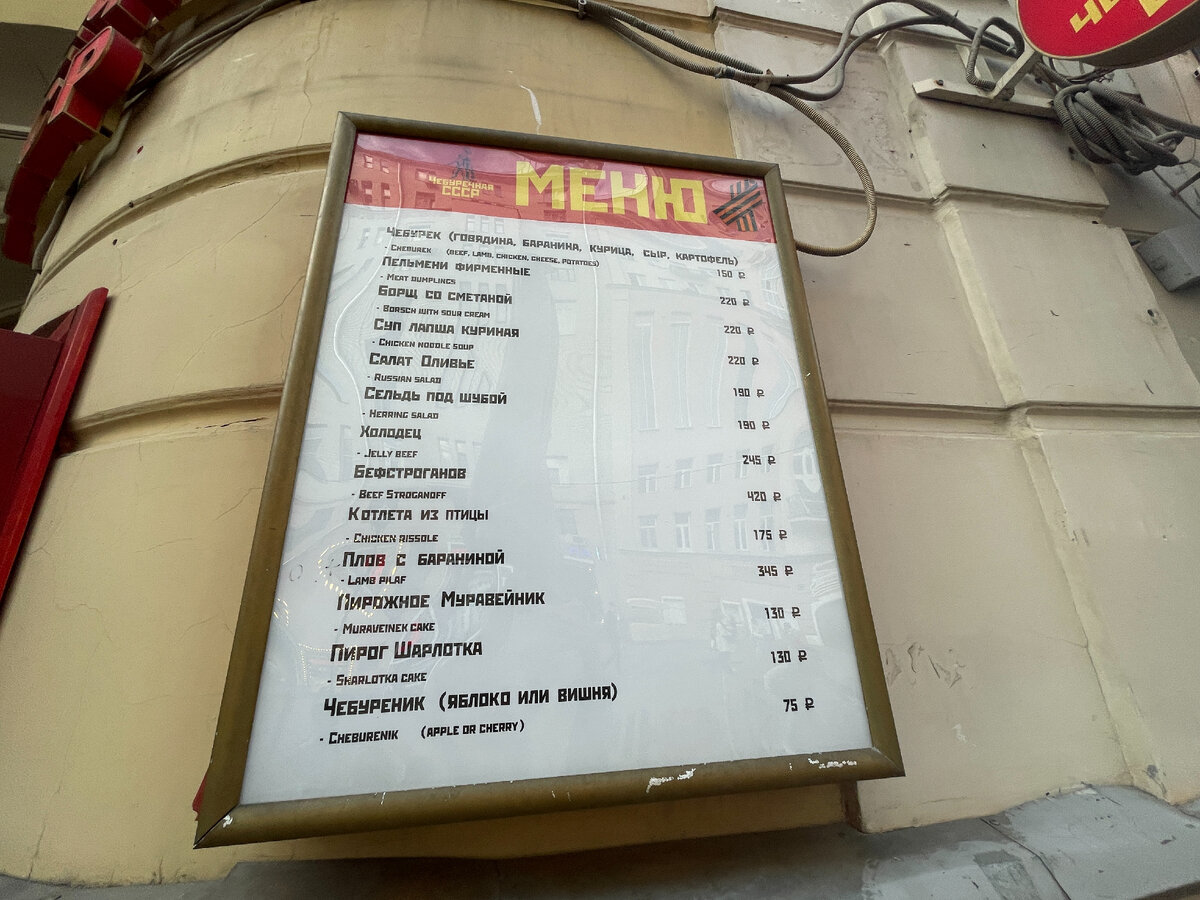 ЧЕБУРЕЧНАЯ
СССР
МЕНЮ
Чебурек (говядина, баранина, курица, сыр, картофель)
- Cheburek (beef, lamb, chicken, cheese, potatoes) 150 ₽
Пельмени фирменные
- Meat dumplings 220 ₽
Борщ со сметаной
- Borsch with sour cream 220 ₽
Суп лапша куриная
- Chicken noodle soup 220 ₽
Салат Оливье
- Russian salad 190 ₽
Сельдь под шубой
- Herring salad 190 ₽
Холодец
- Jelly beef 245 ₽
Бефстроганов
- Beef Stroganoff 420 ₽
Котлета из птицы
- Chicken rissole 175 ₽
Плов с бараниной
- Lamb pilaf 345 ₽
Пирожное Муравейник
- Muraveinek cake 130 ₽
Пирог Шарлотка
- Sharlotka cake 130 ₽
Чебуреник (яблоко или вишня) 75 ₽
- Cheburenik (apple or cherry)